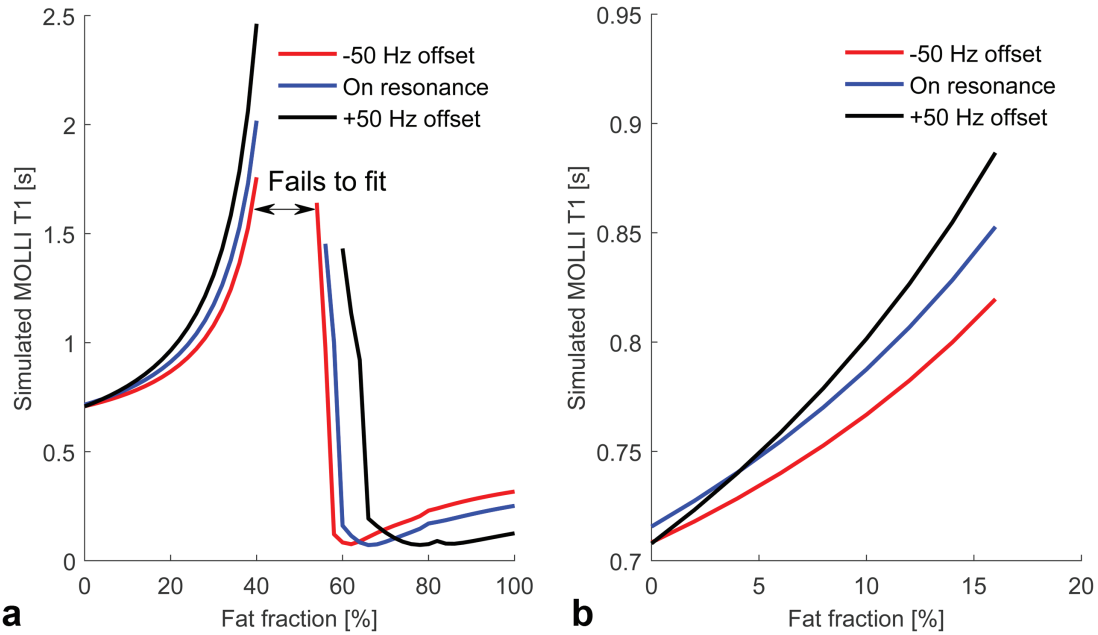 2.5
2
1.5
1
0.5
0
0
20
40
60
80
100
Simulated MOLLI T1 [s]
Fat fraction [%]
-50 Hz offset
On resonance
+50 Hz offset
Fails to fit
a
0.95
0.9
0.85
0.8
0.75
0.7
0
5
10
15
20
Simulated MOLLI T1 [s]
Fat fraction [%]
-50 Hz offset
On resonance
+50 Hz offset
b